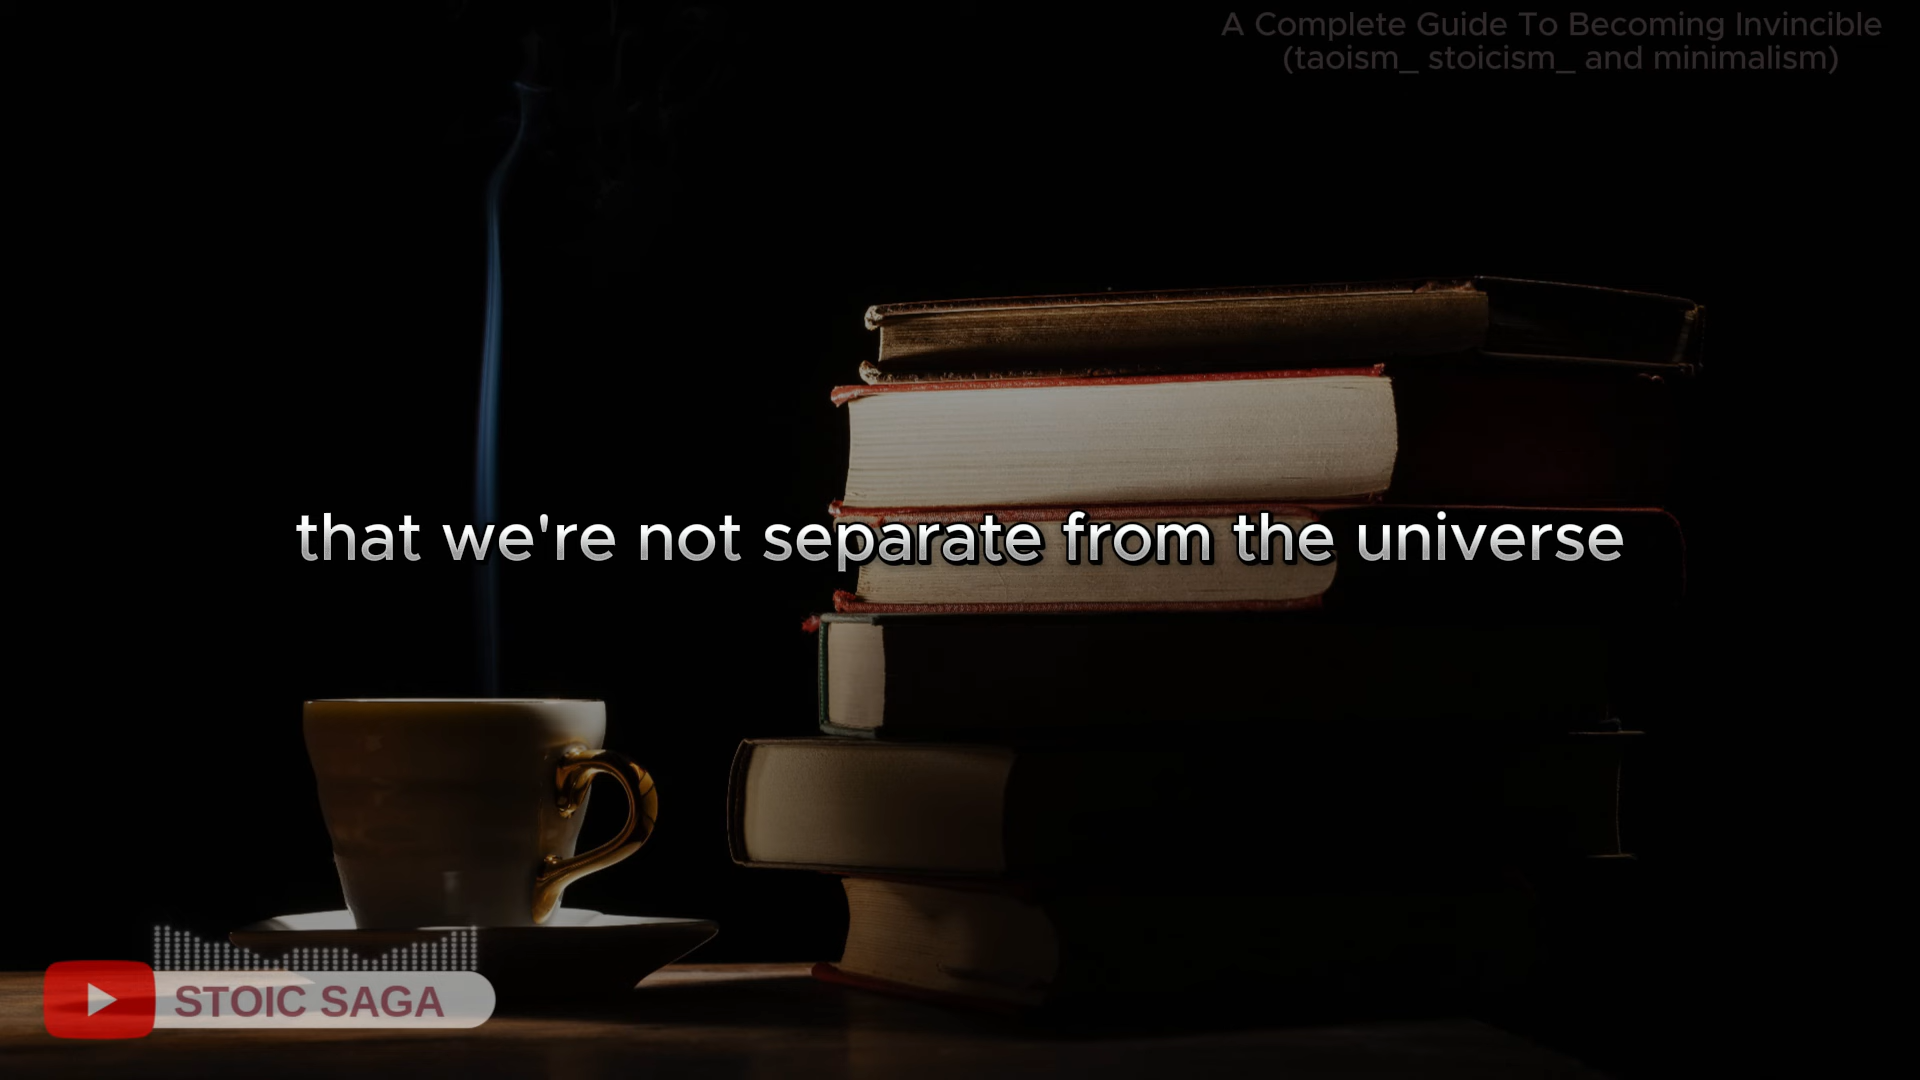 A Complete Guide To Becoming Invincible
(taoism_ stoicism_ and minimalism)
that we're not separate from the universe
STOIC SAGA